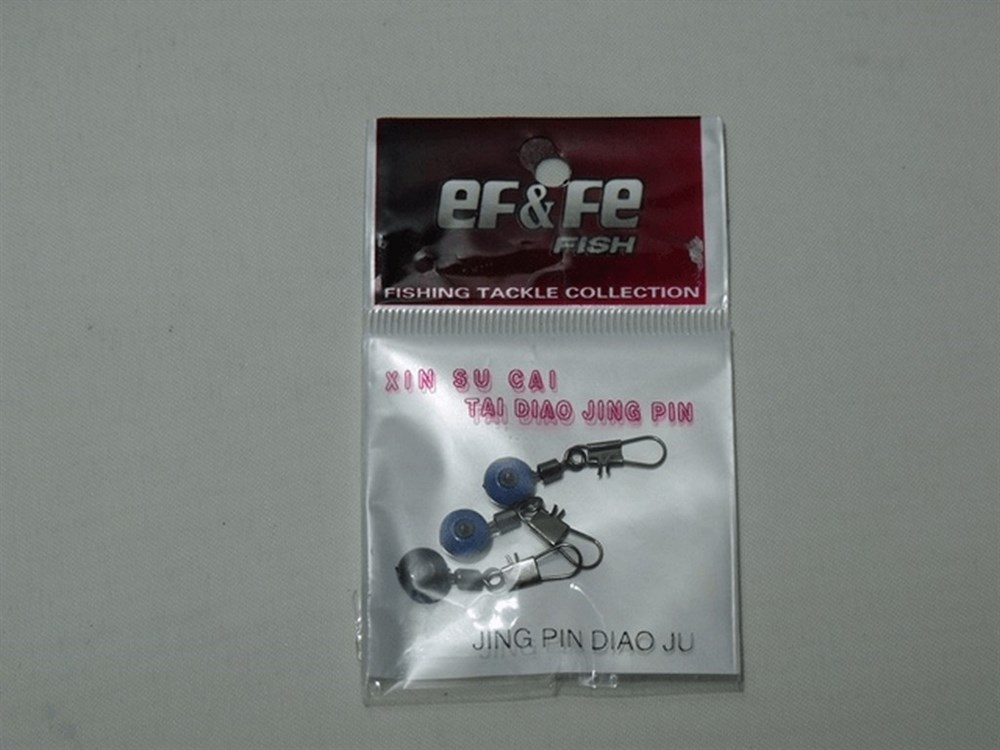 eF&Fe
FISH
FISHING TACKLE COLLECTION
XIN SU CAI
TAI DIAO JING PIN
JING PIN DIAO JU